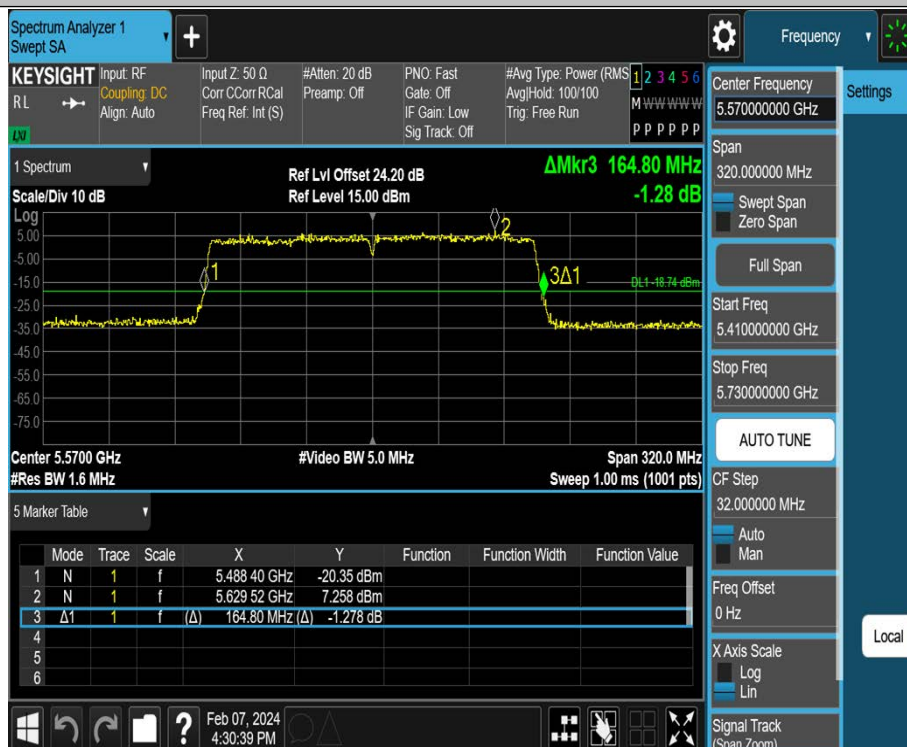 Spectrum Analyzer 1
Swept SA
+
Frequency
KEYSIGHT
RL
LXI
Input: RF
Coupling: DC
Align: Auto
Input Z: 50 Ω
Corr CCorr RCal
Freq Ref: Int (S)
#Atten: 20 dB
Preamp: Off
PNO: Fast
Gate: Off
IF Gain: Low
Sig Track: Off
#Avg Type: Power (RMS
Avg|Hold: 100/100
Trig: Free Run
1 2 3 4 5 6
M W W W W W
P P P P P P
1 Spectrum
Scale/Div 10 dB
Ref Lvl Offset 24.20 dB
Ref Level 15.00 dBm
ΔMkr3 164.80 MHz
-1.28 dB
Log
5.00
-5.00
-15.0
-25.0
-35.0
-45.0
-55.0
-65.0
-75.0
1
2
3Δ1
DL1 -18.74 dBm
Center 5.5700 GHz
#Video BW 5.0 MHz
Span 320.0 MHz
#Res BW 1.6 MHz
Sweep 1.00 ms (1001 pts)
5 Marker Table
Mode Trace Scale X Y Function Function Width Function Value
1 N 1 f 5.488 40 GHz -20.35 dBm
2 N 1 f 5.629 52 GHz 7.258 dBm
3 Δ1 1 f (Δ) 164.80 MHz (Δ) -1.278 dB
4
5
6
?
Feb 07, 2024
4:30:39 PM
Center Frequency
5.570000000 GHz
Span
320.000000 MHz
Swept Span
Zero Span
Full Span
Start Freq
5.410000000 GHz
Stop Freq
5.730000000 GHz
AUTO TUNE
CF Step
32.000000 MHz
Auto
Man
Freq Offset
0 Hz
X Axis Scale
Log
Lin
Signal Track
(Span Zoom)
Settings
Local